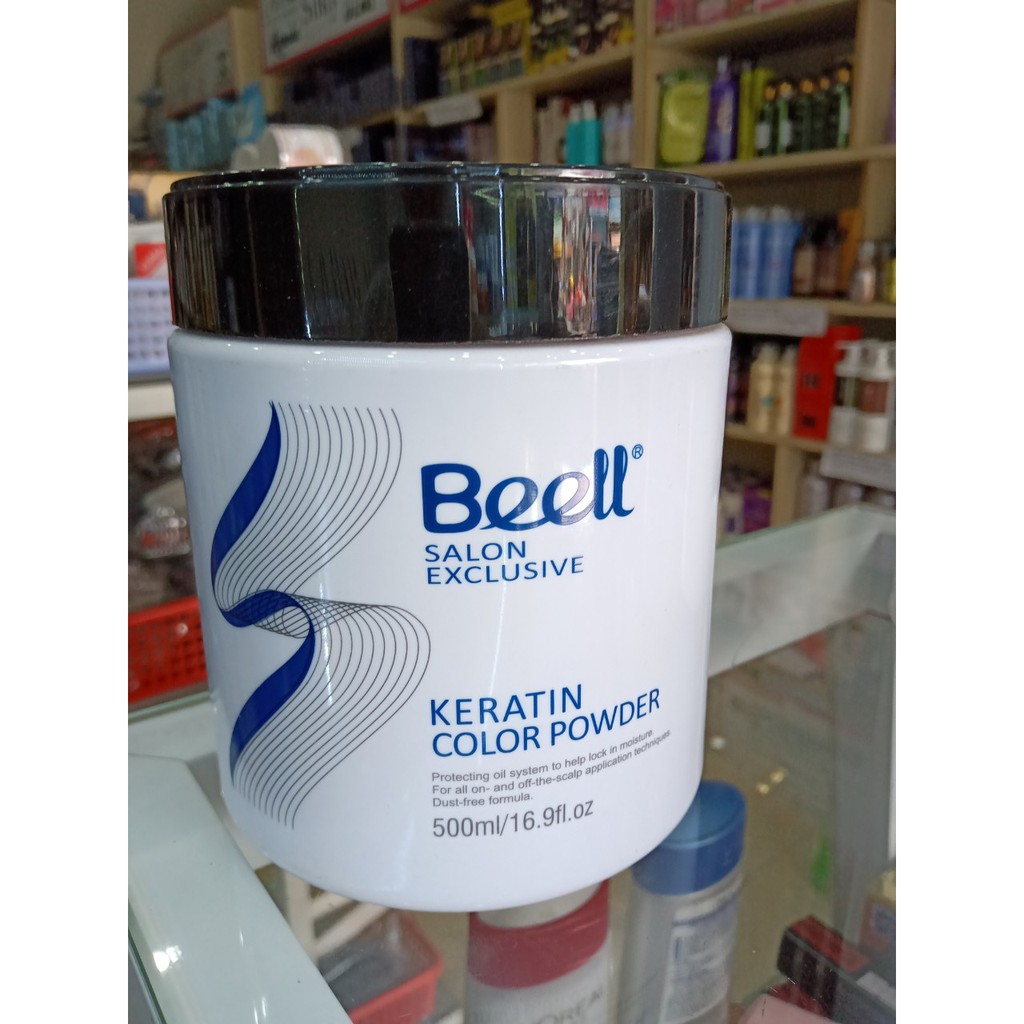 Beell®
SALON
EXCLUSIVE
KERATIN
COLOR POWDER
Protecting oil system to help lock in moisture.
For all on- and off-the-scalp application techniques
Dust-free formula.
500ml/16.9fl.oz